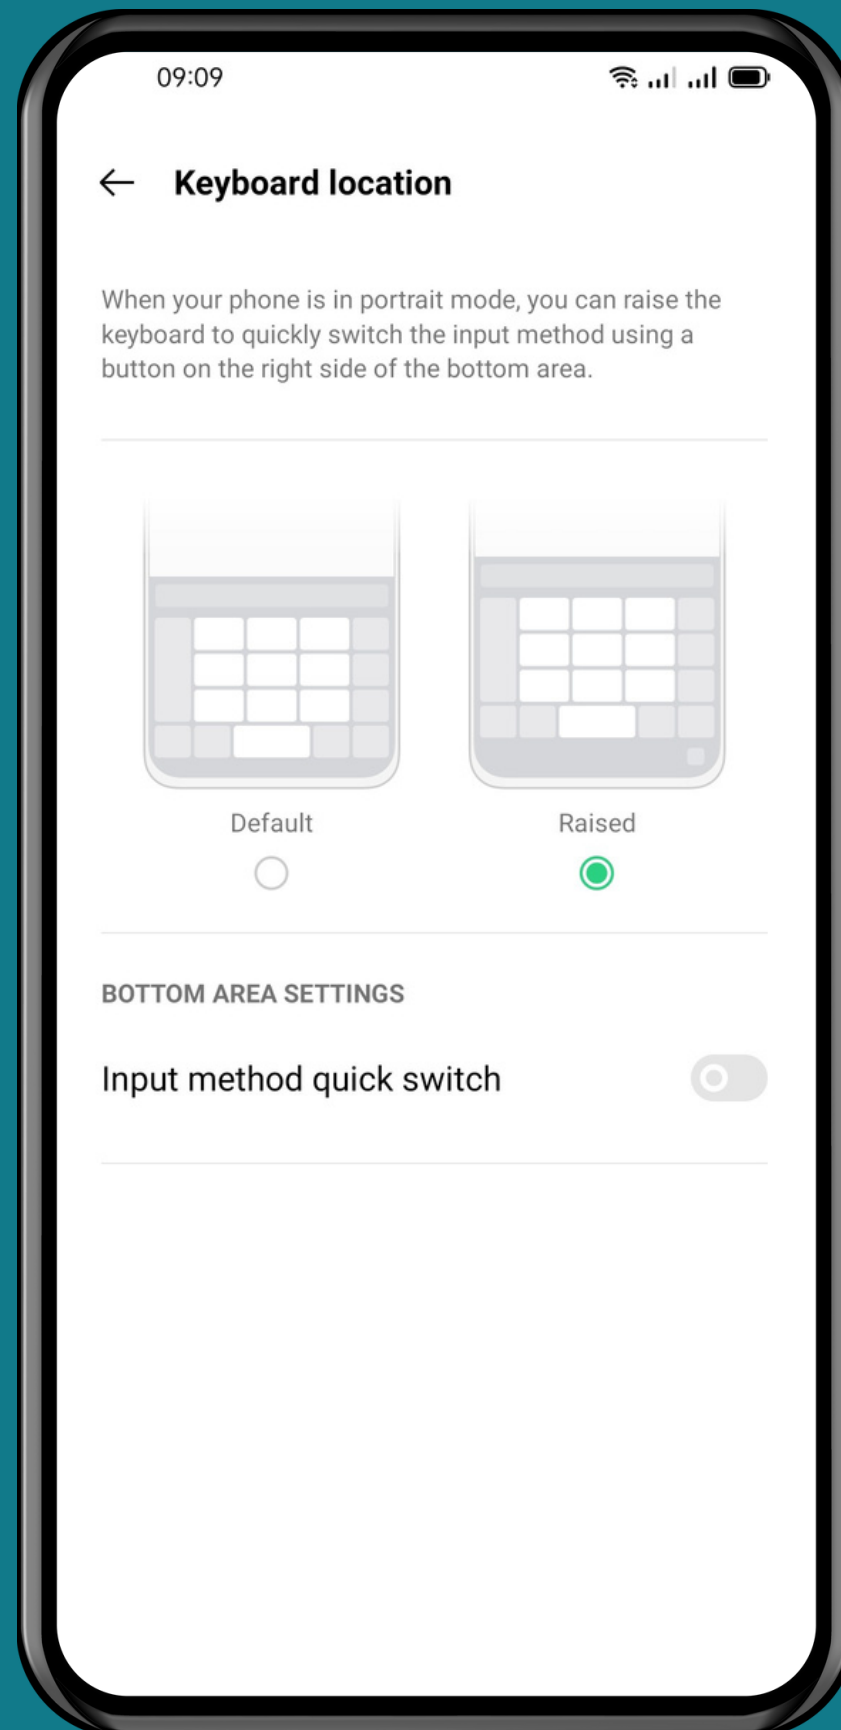 09:09
Keyboard location
When your phone is in portrait mode, you can raise the
keyboard to quickly switch the input method using a
button on the right side of the bottom area.
Default
Raised
BOTTOM AREA SETTINGS
Input method quick switch